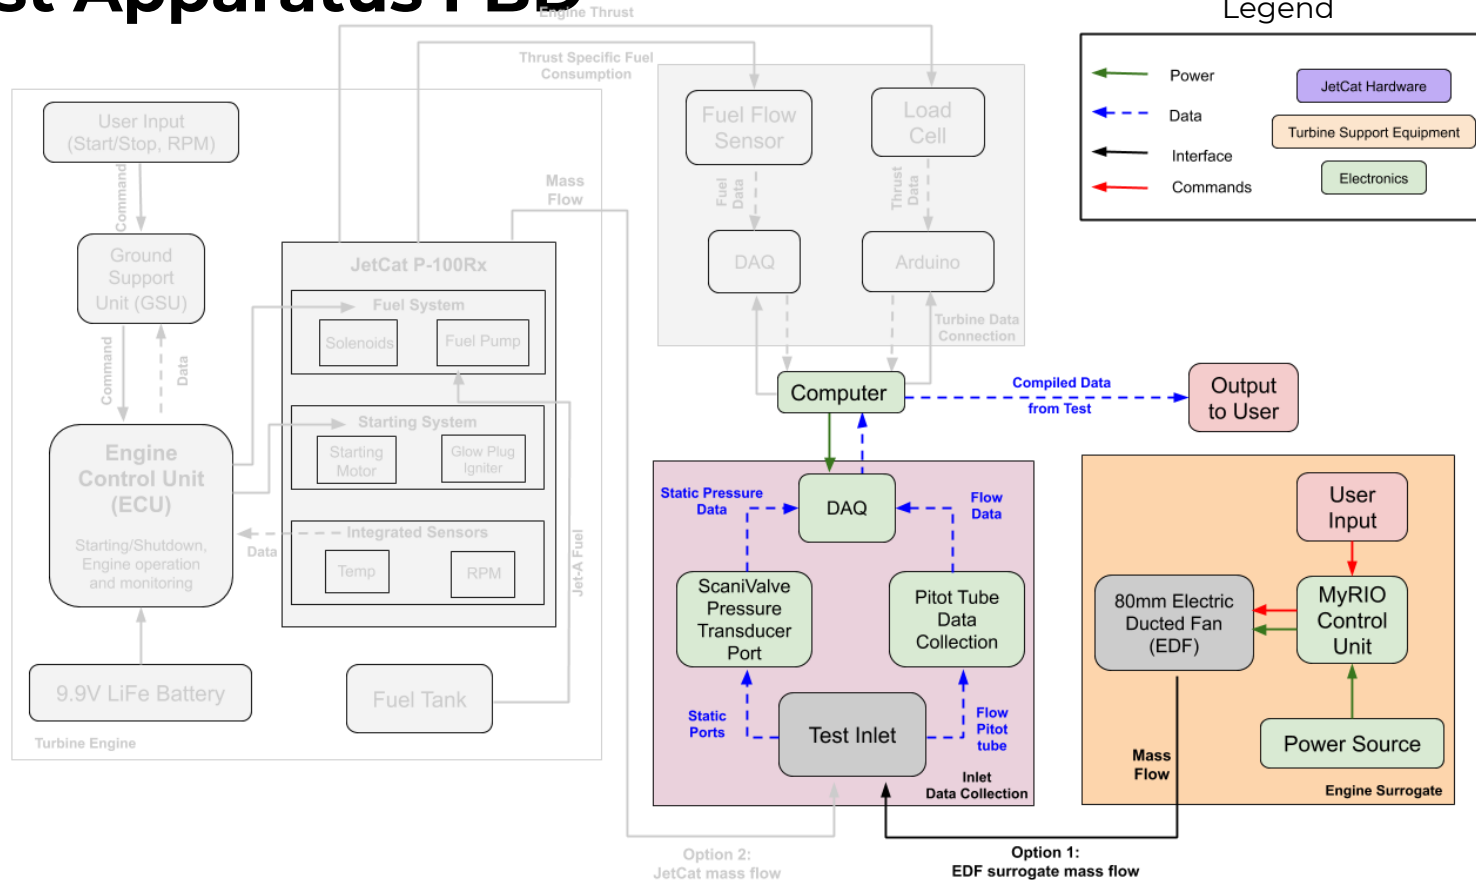 st Apparatus FBD
Legend
Power
Data
Interface
Commands
JetCat Hardware
Turbine Support Equipment
Electronics
Engine Thrust
Thrust Specific Fuel
Consumption
User Input
(Start/Stop, RPM)
Command
Ground
Support
Unit (GSU)
Command
Data
Engine
Control Unit
(ECU)
Starting/Shutdown,
Engine operation
and monitoring
9.9V LiFe Battery
Turbine Engine
JetCat P-100Rx
Fuel System
Solenoids
Fuel Pump
Starting System
Starting
Motor
Glow Plug
Igniter
Integrated Sensors
Data
Temp
RPM
Jet-A Fuel
Fuel Tank
Mass
Flow
Fuel Flow
Sensor
Load
Cell
Fuel
Data
Thrust
Data
DAQ
Arduino
Turbine Data
Connection
Computer
Compiled Data
from Test
Output
to User
Static Pressure
Data
DAQ
Flow
Data
ScaniValve
Pressure
Transducer
Port
Pitot Tube
Data
Collection
Static
Ports
Test Inlet
Flow
Pitot
tube
Inlet
Data Collection
User
Input
80mm Electric
Ducted Fan
(EDF)
MyRIO
Control
Unit
Power Source
Mass
Flow
Engine Surrogate
Option 2:
JetCat mass flow
Option 1:
EDF surrogate mass flow